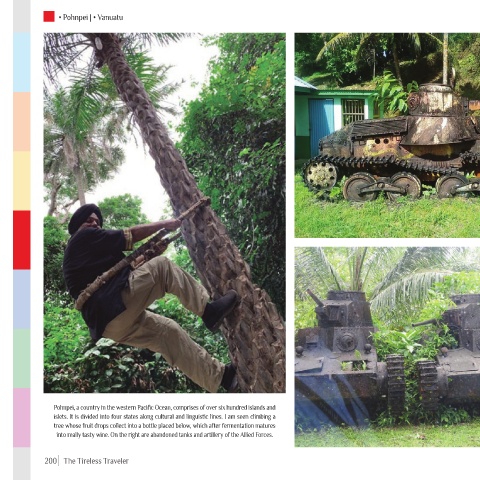 • Pohnpei | • Vanuatu
Pohnpei, a country in the western Pacific Ocean, comprises of over six hundred islands and
islets. It is divided into four states along cultural and linguistic lines. I am seen climbing a
tree whose fruit drops collect into a bottle placed below, which after fermentation matures
into really tasty wine. On the right are abandoned tanks and artillery of the Allied Forces.
200 | The Tireless Traveler